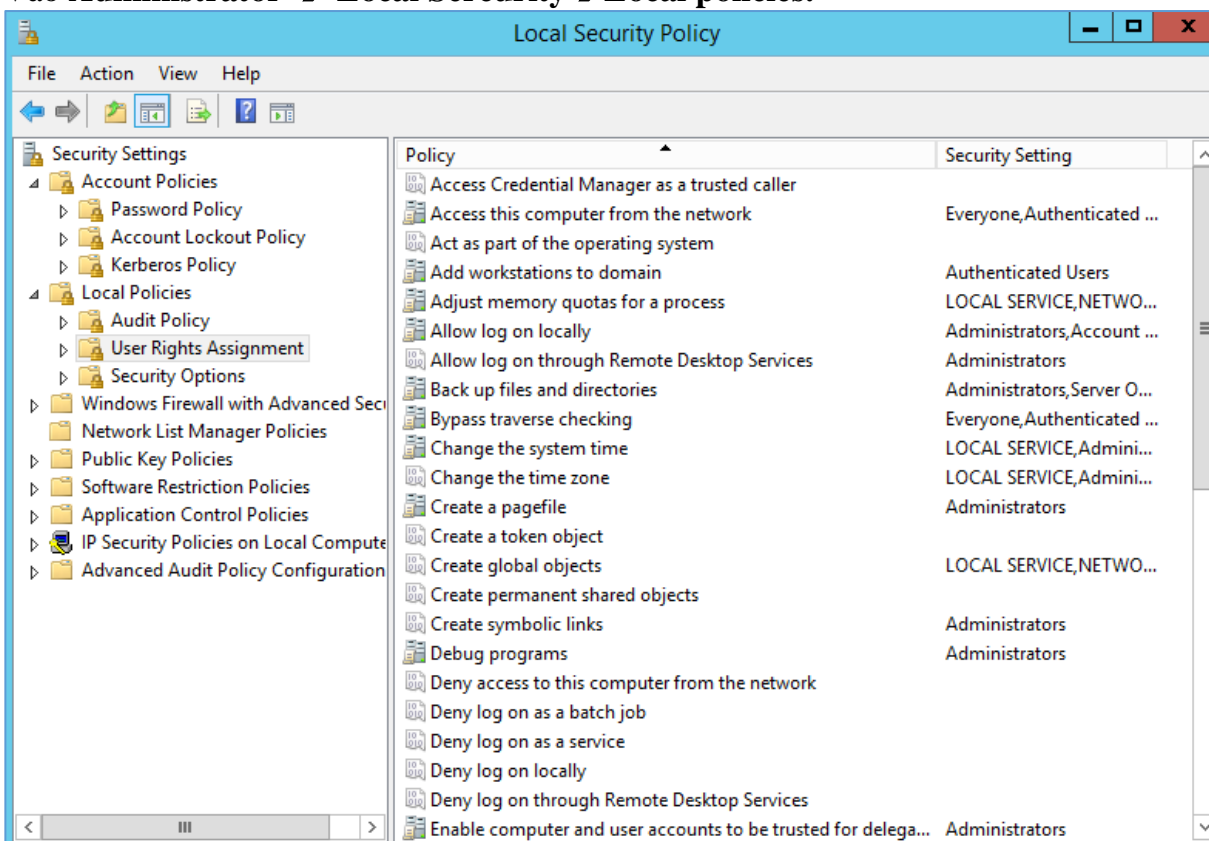 Local Security Policy
File Action View Help
Security Settings
Account Policies
Password Policy
Account Lockout Policy
Kerberos Policy
Local Policies
Audit Policy
User Rights Assignment
Security Options
Windows Firewall with Advanced Secu
Network List Manager Policies
Public Key Policies
Software Restriction Policies
Application Control Policies
IP Security Policies on Local Compute
Advanced Audit Policy Configuration
Policy Security Setting
Access Credential Manager as a trusted caller
Access this computer from the network Everyone,Authenticated ...
Act as part of the operating system
Add workstations to domain Authenticated Users
Adjust memory quotas for a process LOCAL SERVICE,NETWO...
Allow log on locally Administrators,Account ...
Allow log on through Remote Desktop Services Administrators
Back up files and directories Administrators,Server O...
Bypass traverse checking Everyone,Authenticated ...
Change the system time LOCAL SERVICE,Admini...
Change the time zone LOCAL SERVICE,Admini...
Create a pagefile Administrators
Create a token object
Create global objects LOCAL SERVICE,NETWO...
Create permanent shared objects
Create symbolic links Administrators
Debug programs Administrators
Deny access to this computer from the network
Deny log on as a batch job
Deny log on as a service
Deny log on locally
Deny log on through Remote Desktop Services
Enable computer and user accounts to be trusted for delega... Administrators